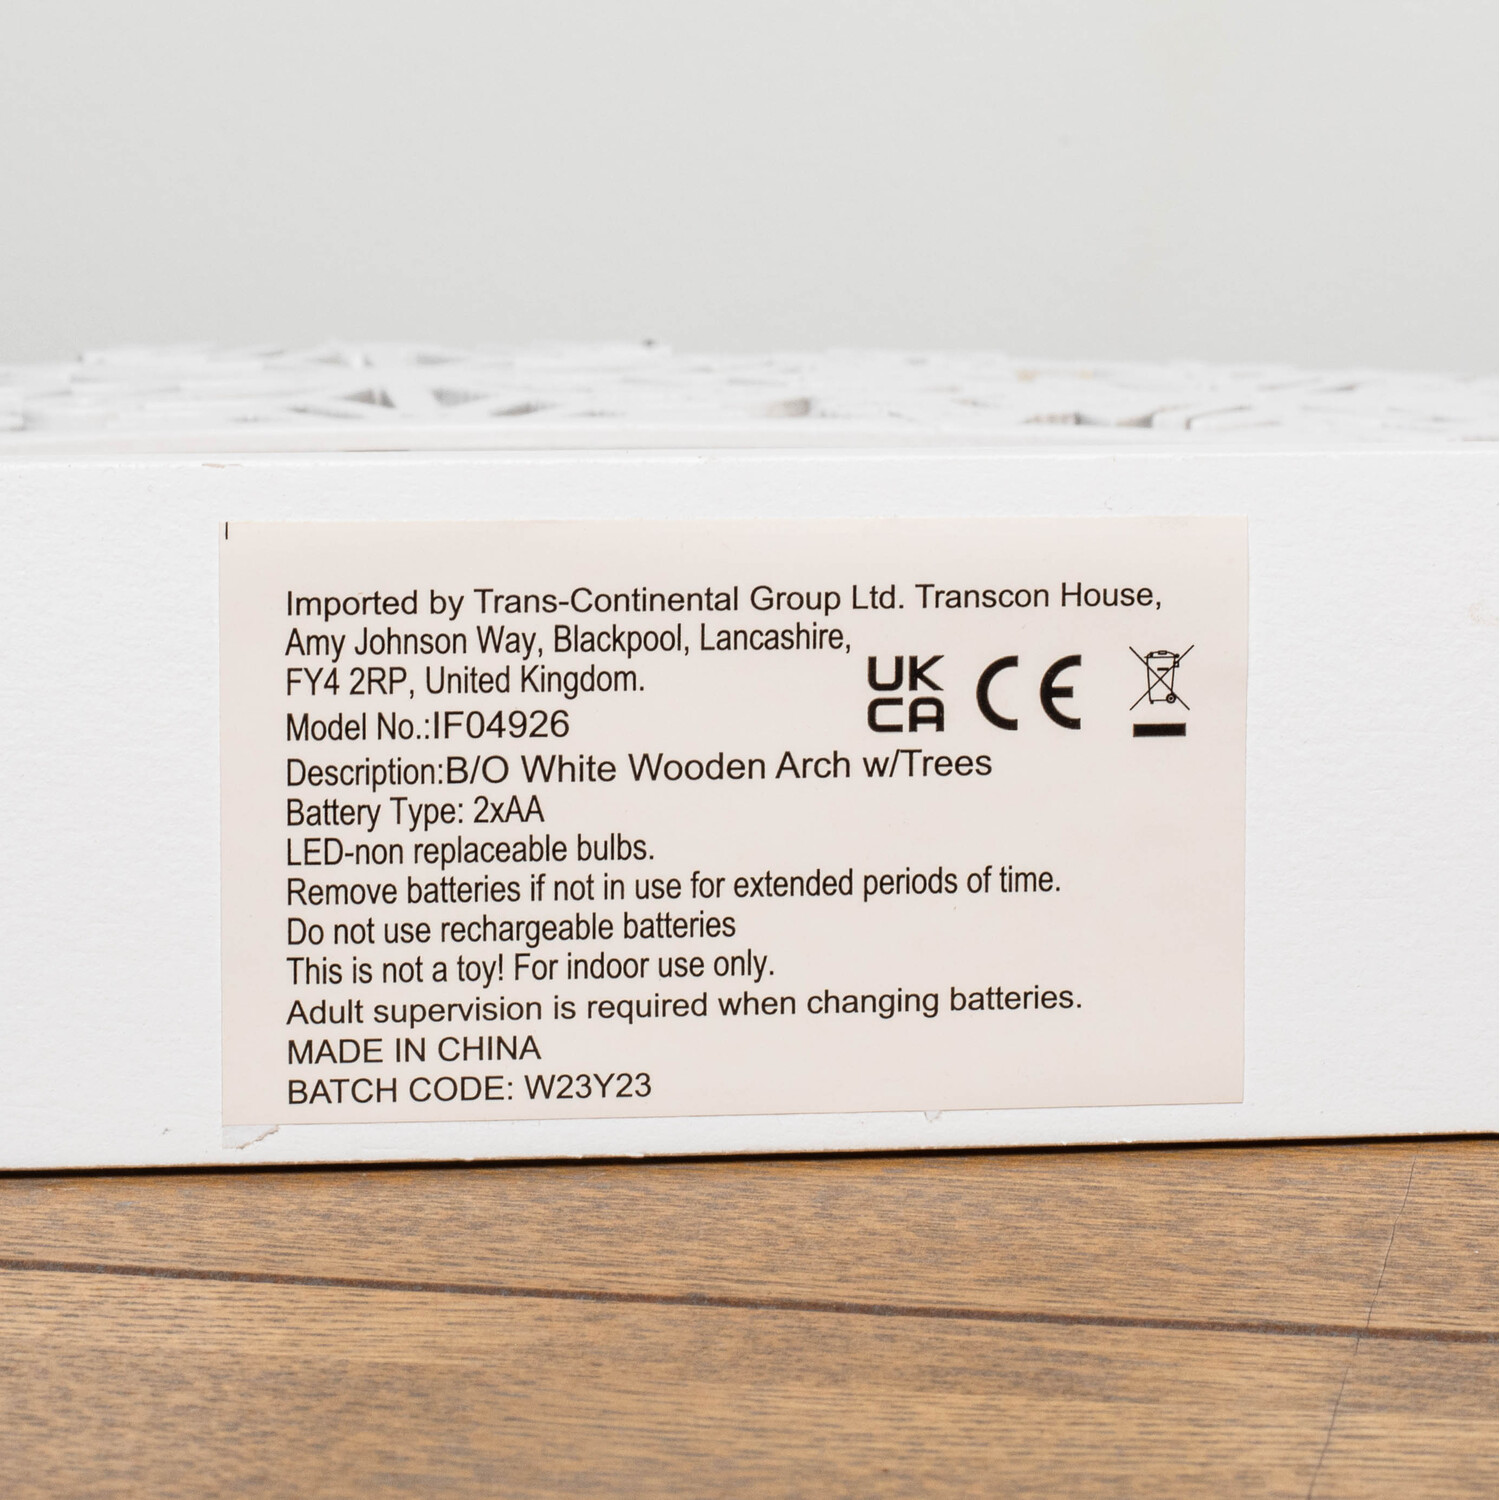 Imported by Trans-Continental Group Ltd. Transcon House,
Amy Johnson Way, Blackpool, Lancashire,
FY4 2RP, United Kingdom.
UK
CA
CE
Model No.:IF04926
Description:B/O White Wooden Arch w/Trees
Battery Type: 2xAA
LED-non replaceable bulbs.
Remove batteries if not in use for extended periods of time.
Do not use rechargeable batteries
This is not a toy! For indoor use only.
Adult supervision is required when changing batteries.
MADE IN CHINA
BATCH CODE: W23Y23